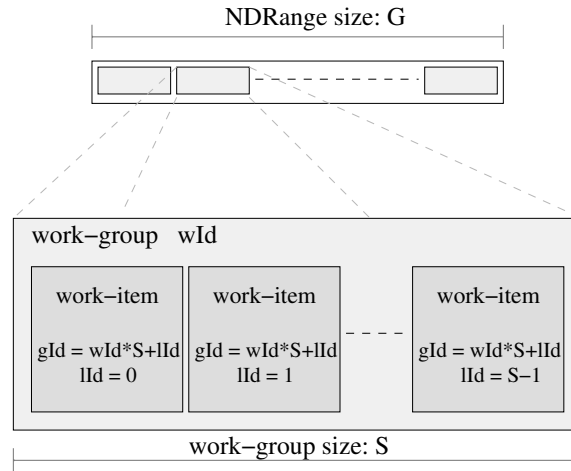 NDRange size: G
work-group wId
work-item
gId = wId*S+lId
lId = 0
work-item
gId = wId*S+lId
lId = 1
work-item
gId = wId*S+lId
lId = S-1
work-group size: S